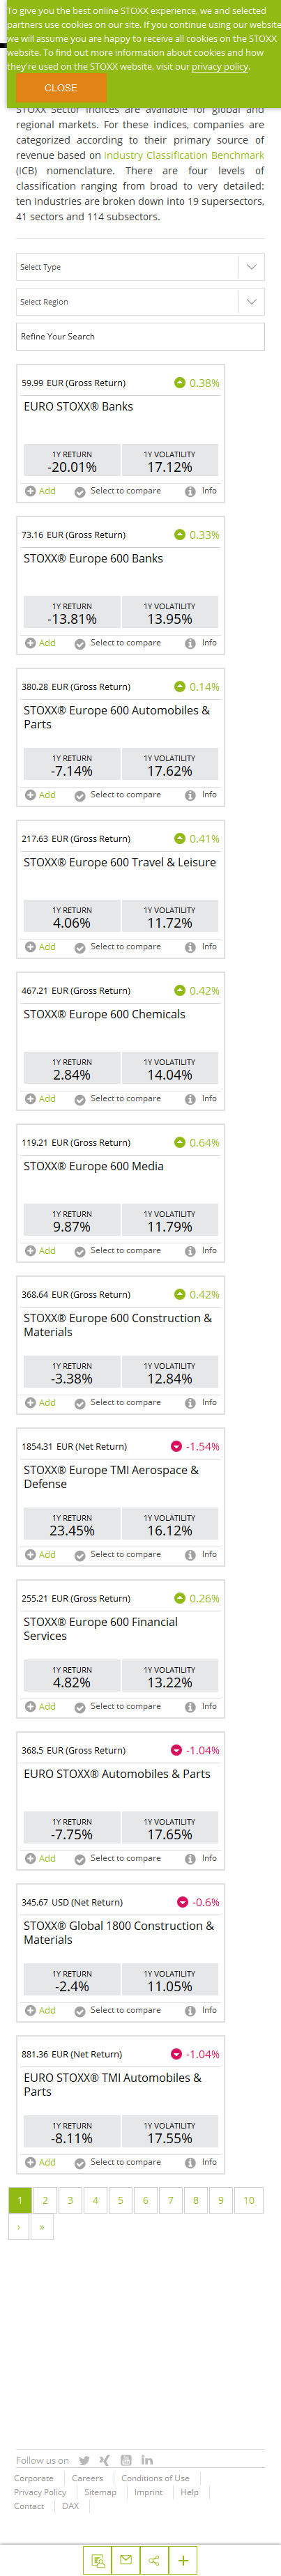 To give you the best online STOXX experience, we and selected
partners use cookies on our site. If you continue using our website
we will assume you are happy to receive all cookies on the STOXX
website. To find out more information about cookies and how
they're used on the STOXX website, visit our privacy policy.
CLOSE
STOXX Sector Indices are available for global and
regional markets. For these indices, companies are
categorized according to their primary source of
revenue based on Industry Classification Benchmark
(ICB) nomenclature. There are four levels of
classification ranging from broad to very detailed:
ten industries are broken down into 19 supersectors,
41 sectors and 114 subsectors.
Select Type
Select Region
Refine Your Search
59.99 EUR (Gross Return) 0.38%
EURO STOXX® Banks
1Y RETURN 1Y VOLATILITY
-20.01% 17.12%
Add Select to compare Info
73.16 EUR (Gross Return) 0.33%
STOXX® Europe 600 Banks
1Y RETURN 1Y VOLATILITY
-13.81% 13.95%
Add Select to compare Info
380.28 EUR (Gross Return) 0.14%
STOXX® Europe 600 Automobiles &
Parts
1Y RETURN 1Y VOLATILITY
-7.14% 17.62%
Add Select to compare Info
217.63 EUR (Gross Return) 0.41%
STOXX® Europe 600 Travel & Leisure
1Y RETURN 1Y VOLATILITY
4.06% 11.72%
Add Select to compare Info
467.21 EUR (Gross Return) 0.42%
STOXX® Europe 600 Chemicals
1Y RETURN 1Y VOLATILITY
2.84% 14.04%
Add Select to compare Info
119.21 EUR (Gross Return) 0.64%
STOXX® Europe 600 Media
1Y RETURN 1Y VOLATILITY
9.87% 11.79%
Add Select to compare Info
368.64 EUR (Gross Return) 0.42%
STOXX® Europe 600 Construction &
Materials
1Y RETURN 1Y VOLATILITY
-3.38% 12.84%
Add Select to compare Info
1854.31 EUR (Net Return) -1.54%
STOXX® Europe TMI Aerospace &
Defense
1Y RETURN 1Y VOLATILITY
23.45% 16.12%
Add Select to compare Info
255.21 EUR (Gross Return) 0.26%
STOXX® Europe 600 Financial
Services
1Y RETURN 1Y VOLATILITY
4.82% 13.22%
Add Select to compare Info
368.5 EUR (Gross Return) -1.04%
EURO STOXX® Automobiles & Parts
1Y RETURN 1Y VOLATILITY
-7.75% 17.65%
Add Select to compare Info
345.67 USD (Net Return) -0.6%
STOXX® Global 1800 Construction &
Materials
1Y RETURN 1Y VOLATILITY
-2.4% 11.05%
Add Select to compare Info
881.36 EUR (Net Return) -1.04%
EURO STOXX® TMI Automobiles &
Parts
1Y RETURN 1Y VOLATILITY
-8.11% 17.55%
Add Select to compare Info
1 2 3 4 5 6 7 8 9 10
› »
Follow us on
Corporate Careers Conditions of Use
Privacy Policy Sitemap Imprint Help
Contact DAX